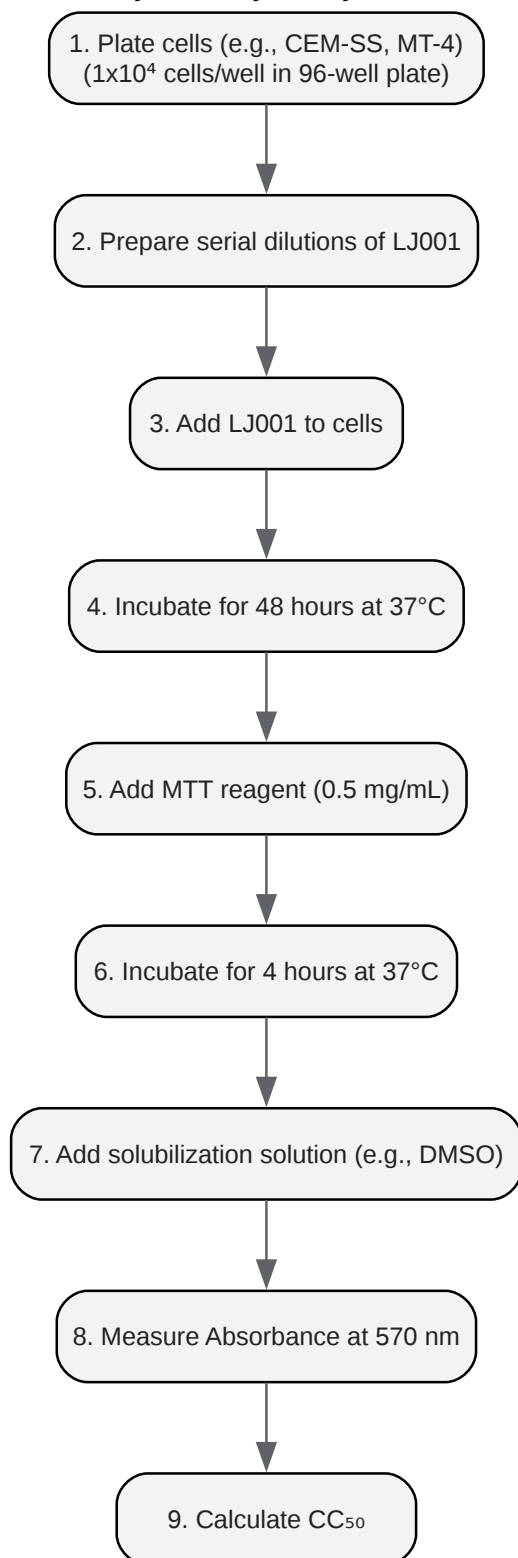 1. Plate cells (e.g., CEM-SS, MT-4)
(1x10⁴ cells/well in 96-well plate)
2. Prepare serial dilutions of LJ001
3. Add LJ001 to cells
4. Incubate for 48 hours at 37°C
5. Add MTT reagent (0.5 mg/mL)
6. Incubate for 4 hours at 37°C
7. Add solubilization solution (e.g., DMSO)
8. Measure Absorbance at 570 nm
9. Calculate CC₅₀